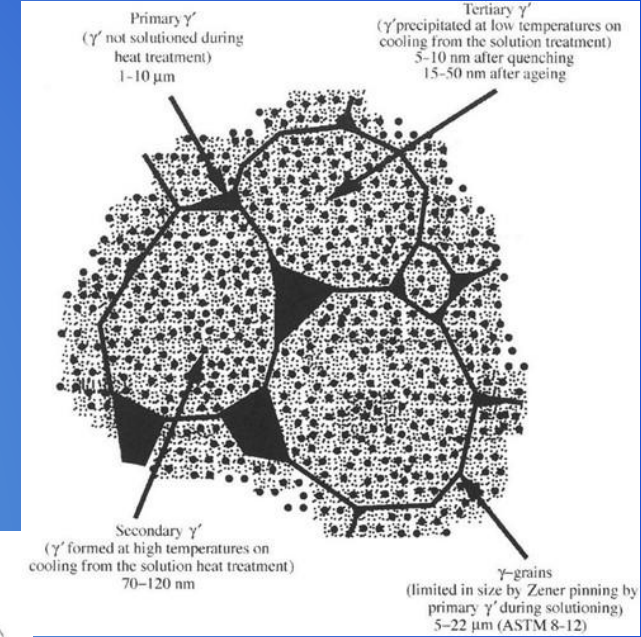 Primary γ′
(γ′ not solutioned during
heat treatment)
1-10 μm
Tertiary γ′
(γ′precipitated at low temperatures on
cooling from the solution treatment)
5-10 nm after quenching
15-50 nm after ageing
Secondary γ′
(γ′formed at high temperatures on
cooling from the solution heat treatment)
70-120 nm
γ-grains
(limited in size by Zener pinning by
primary γ′ during solutioning)
5-22 μm (ASTM 8-12)